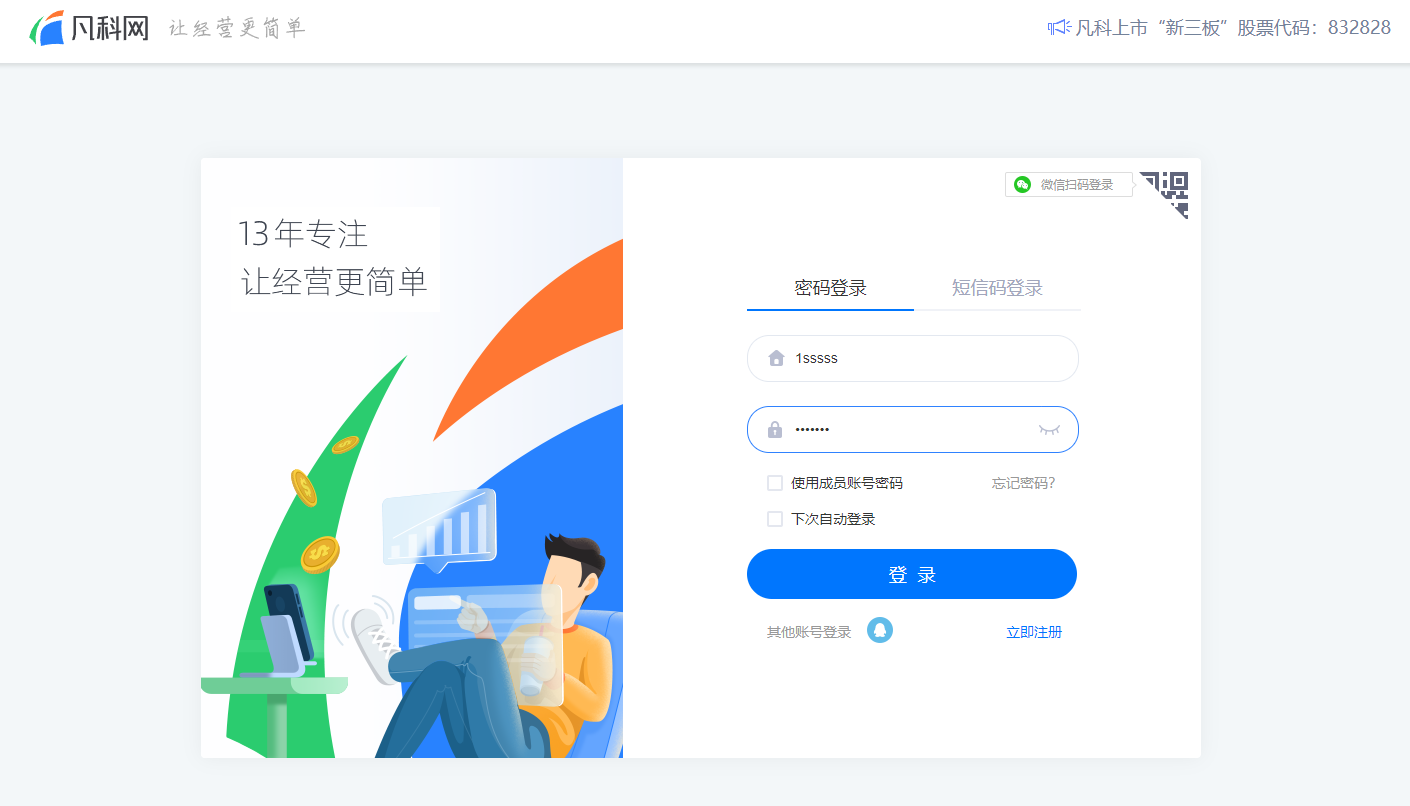 凡科网 让经营更简单
凡科上市“新三板”股票代码：832828
微信扫码登录
13年专注
让经营更简单
密码登录 短信码登录
1sssss
•••••••
使用成员账号密码 忘记密码?
下次自动登录
登 录
其他账号登录 立即注册